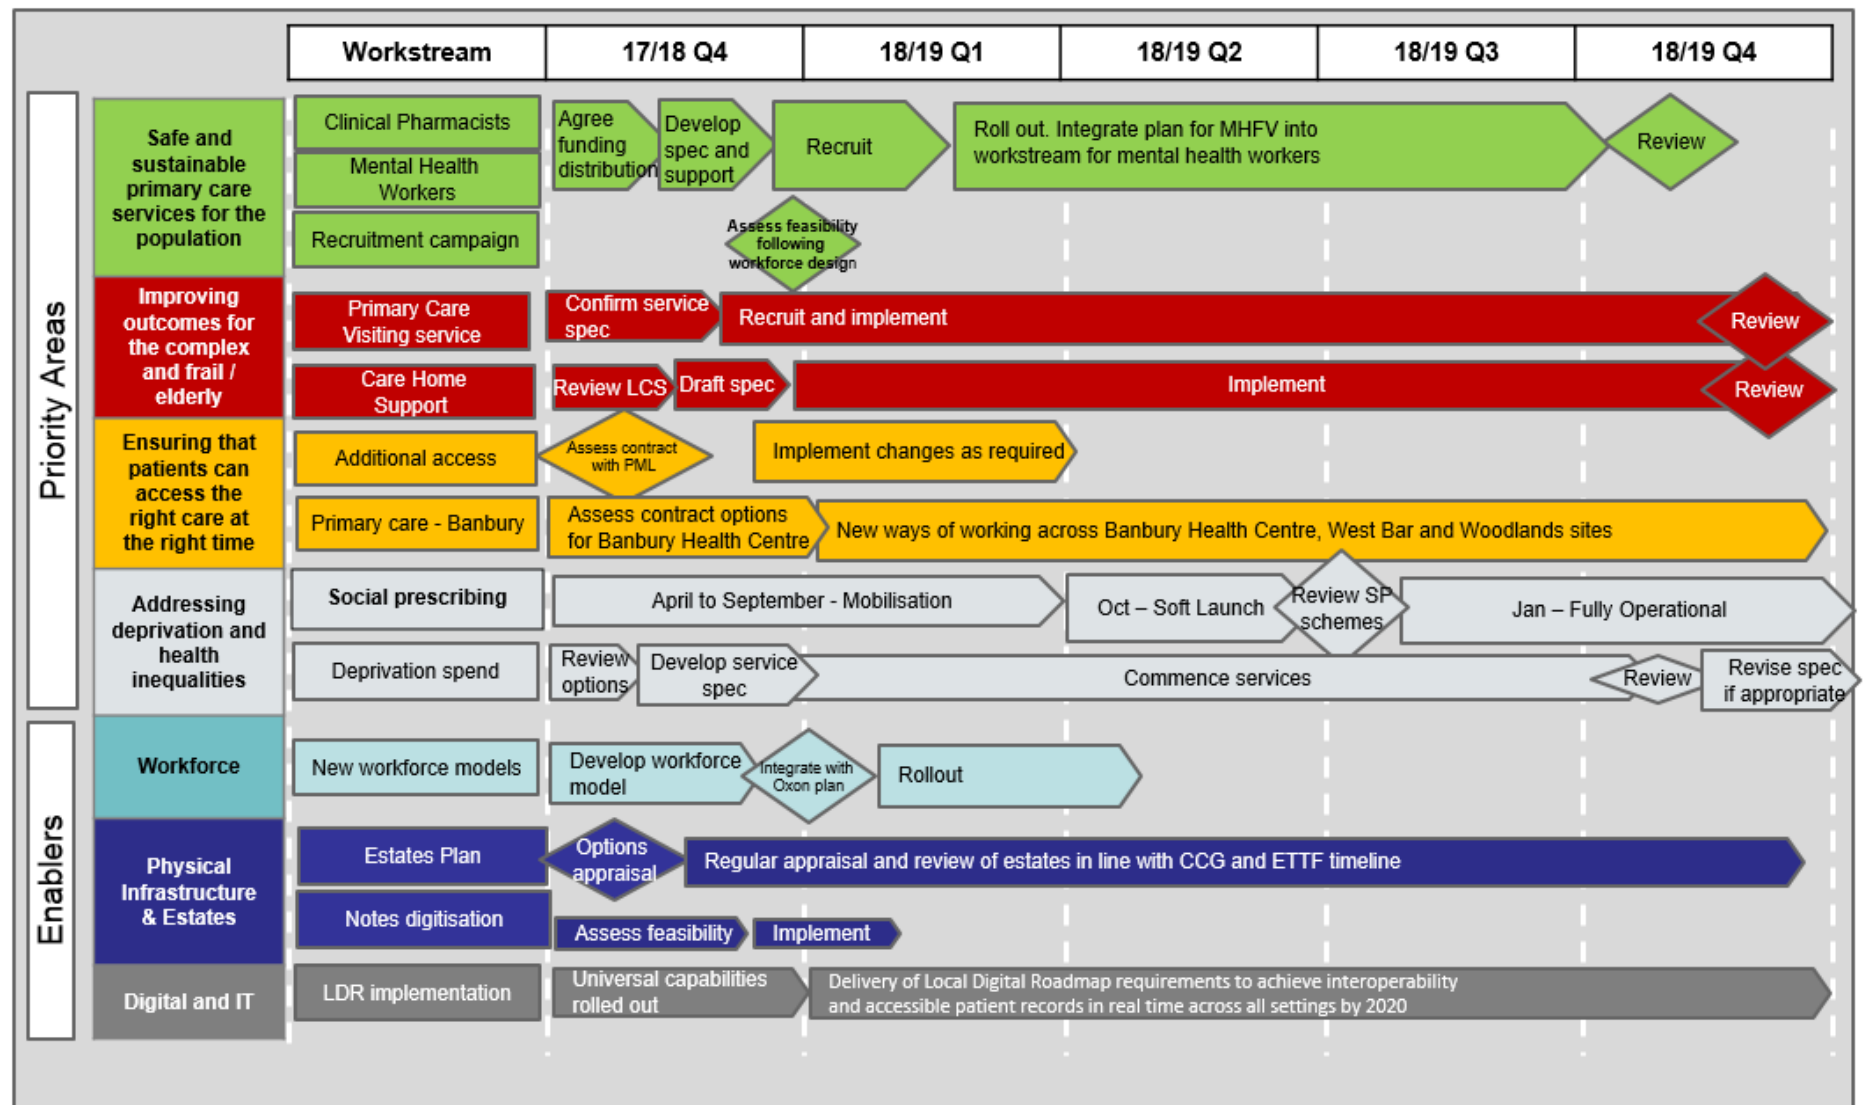 Workstream
17/18 Q4
18/19 Q1
18/19 Q2
18/19 Q3
18/19 Q4
Priority Areas
Safe and
sustainable
primary care
services for the
population
Clinical Pharmacists
Mental Health
Workers
Recruitment campaign
Agree
funding
distribution
Develop
spec and
support
Recruit
Roll out. Integrate plan for MHFV into
workstream for mental health workers
Review
Assess feasibility
following
workforce design
Improving
outcomes for
the complex
and frail /
elderly
Primary Care
Visiting service
Confirm service
spec
Recruit and implement
Review
Care Home
Support
Review LCS
Draft spec
Implement
Review
Ensuring that
patients can
access the
right care at
the right time
Additional access
Assess contract
with PML
Implement changes as required
Primary care - Banbury
Assess contract options
for Banbury Health Centre
New ways of working across Banbury Health Centre, West Bar and Woodlands sites
Addressing
deprivation and
health
inequalities
Social prescribing
April to September - Mobilisation
Oct – Soft Launch
Review SP
schemes
Jan – Fully Operational
Deprivation spend
Review
options
Develop service
spec
Commence services
Review
Revise spec
if appropriate
Enablers
Workforce
New workforce models
Develop workforce
model
Integrate with
Oxon plan
Rollout
Physical
Infrastructure
& Estates
Estates Plan
Options
appraisal
Regular appraisal and review of estates in line with CCG and ETTF timeline
Notes digitisation
Assess feasibility
Implement
Digital and IT
LDR implementation
Universal capabilities
rolled out
Delivery of Local Digital Roadmap requirements to achieve interoperability
and accessible patient records in real time across all settings by 2020